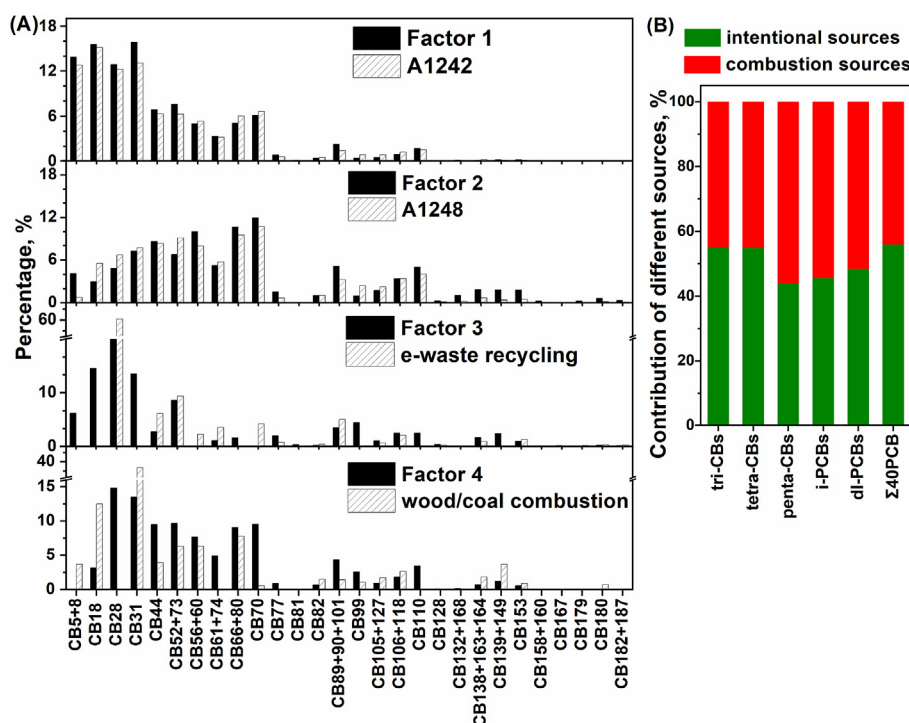 (A)
Percentage, %
18
12
6
0
Factor 1
A1242
18
12
6
0
Factor 2
A1248
60
10
0
Factor 3
e-waste recycling
40
15
10
5
0
Factor 4
wood/coal combustion
CB5+8
CB18
CB28
CB31
CB44
CB52+73
CB56+60
CB61+74
CB66+80
CB70
CB77
CB81
CB82
CB89+90+101
CB99
CB105+127
CB106+118
CB110
CB128
CB132+168
CB138+163+164
CB139+149
CB153
CB158+160
CB167
CB179
CB180
CB182+187
(B)
intentional sources
combustion sources
Contribution of different sources, %
100
80
60
40
20
0
tri-CBs
tetra-CBs
penta-CBs
i-PCBs
dl-PCBs
Σ40PCB